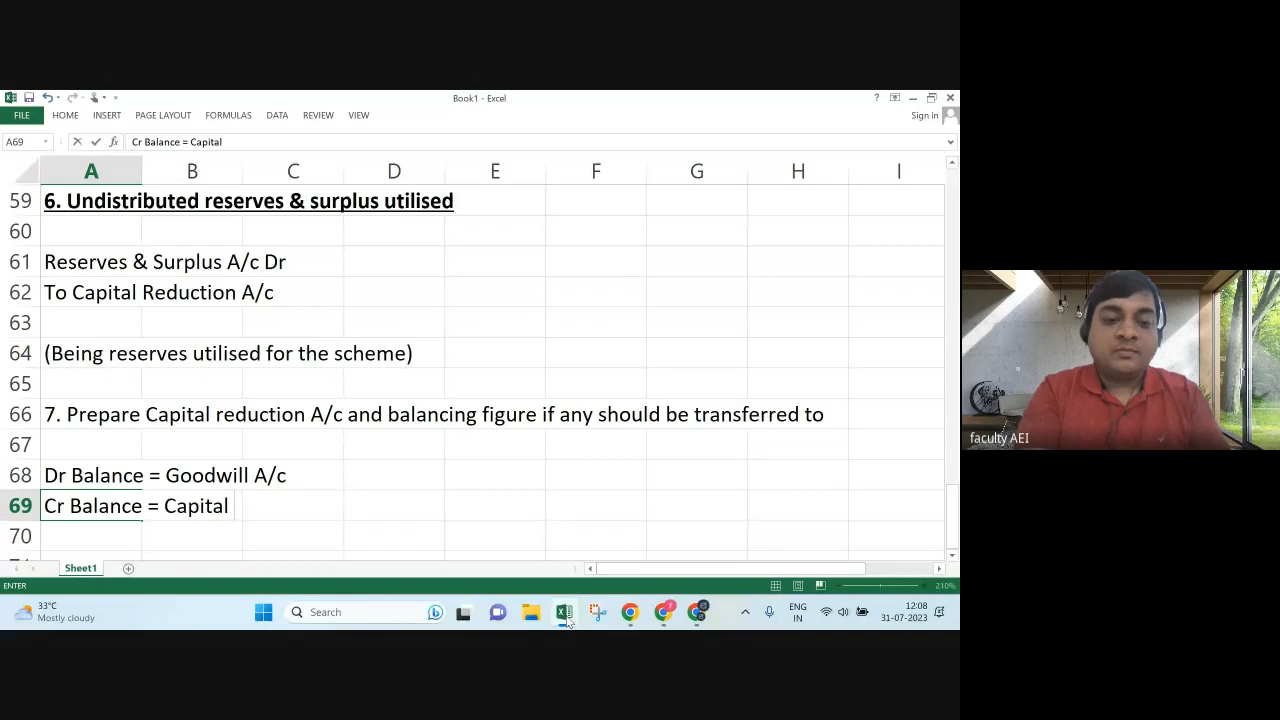 Book1 - Excel
? 
FILE HOME INSERT PAGE LAYOUT FORMULAS DATA REVIEW VIEW Sign in
A69 fx Cr Balance = Capital
A B C D E F G H I
59 6. Undistributed reserves & surplus utilised
60
61 Reserves & Surplus A/c Dr
62 To Capital Reduction A/c
63
64 (Being reserves utilised for the scheme)
65
66 7. Prepare Capital reduction A/c and balancing figure if any should be transferred to
67
68 Dr Balance = Goodwill A/c
69 Cr Balance = Capital
70
Sheet1
ENTER 210%
33°C
Mostly cloudy
Search
ENG
IN
12:08
31-07-2023
faculty AEI